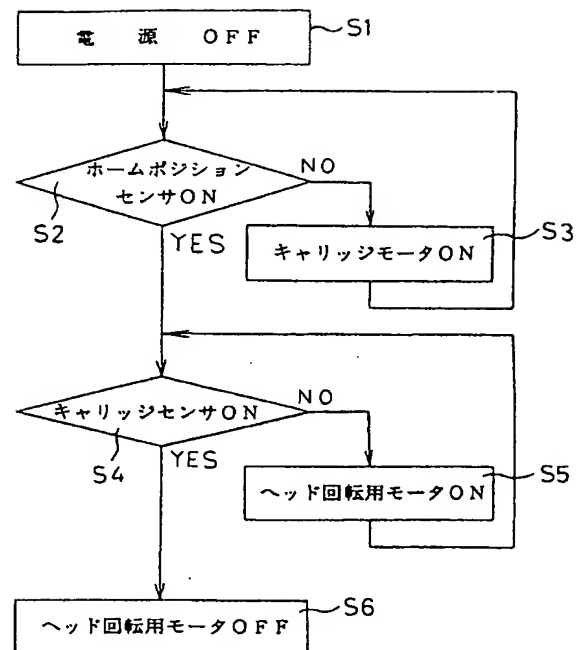 電源 OFF
S1
ホームポジション
センサON
NO
S2
YES
キャリッジモータON
S3
キャリッジセンサON
NO
S4
YES
ヘッド回転用モータON
S5
ヘッド回転用モータOFF
S6